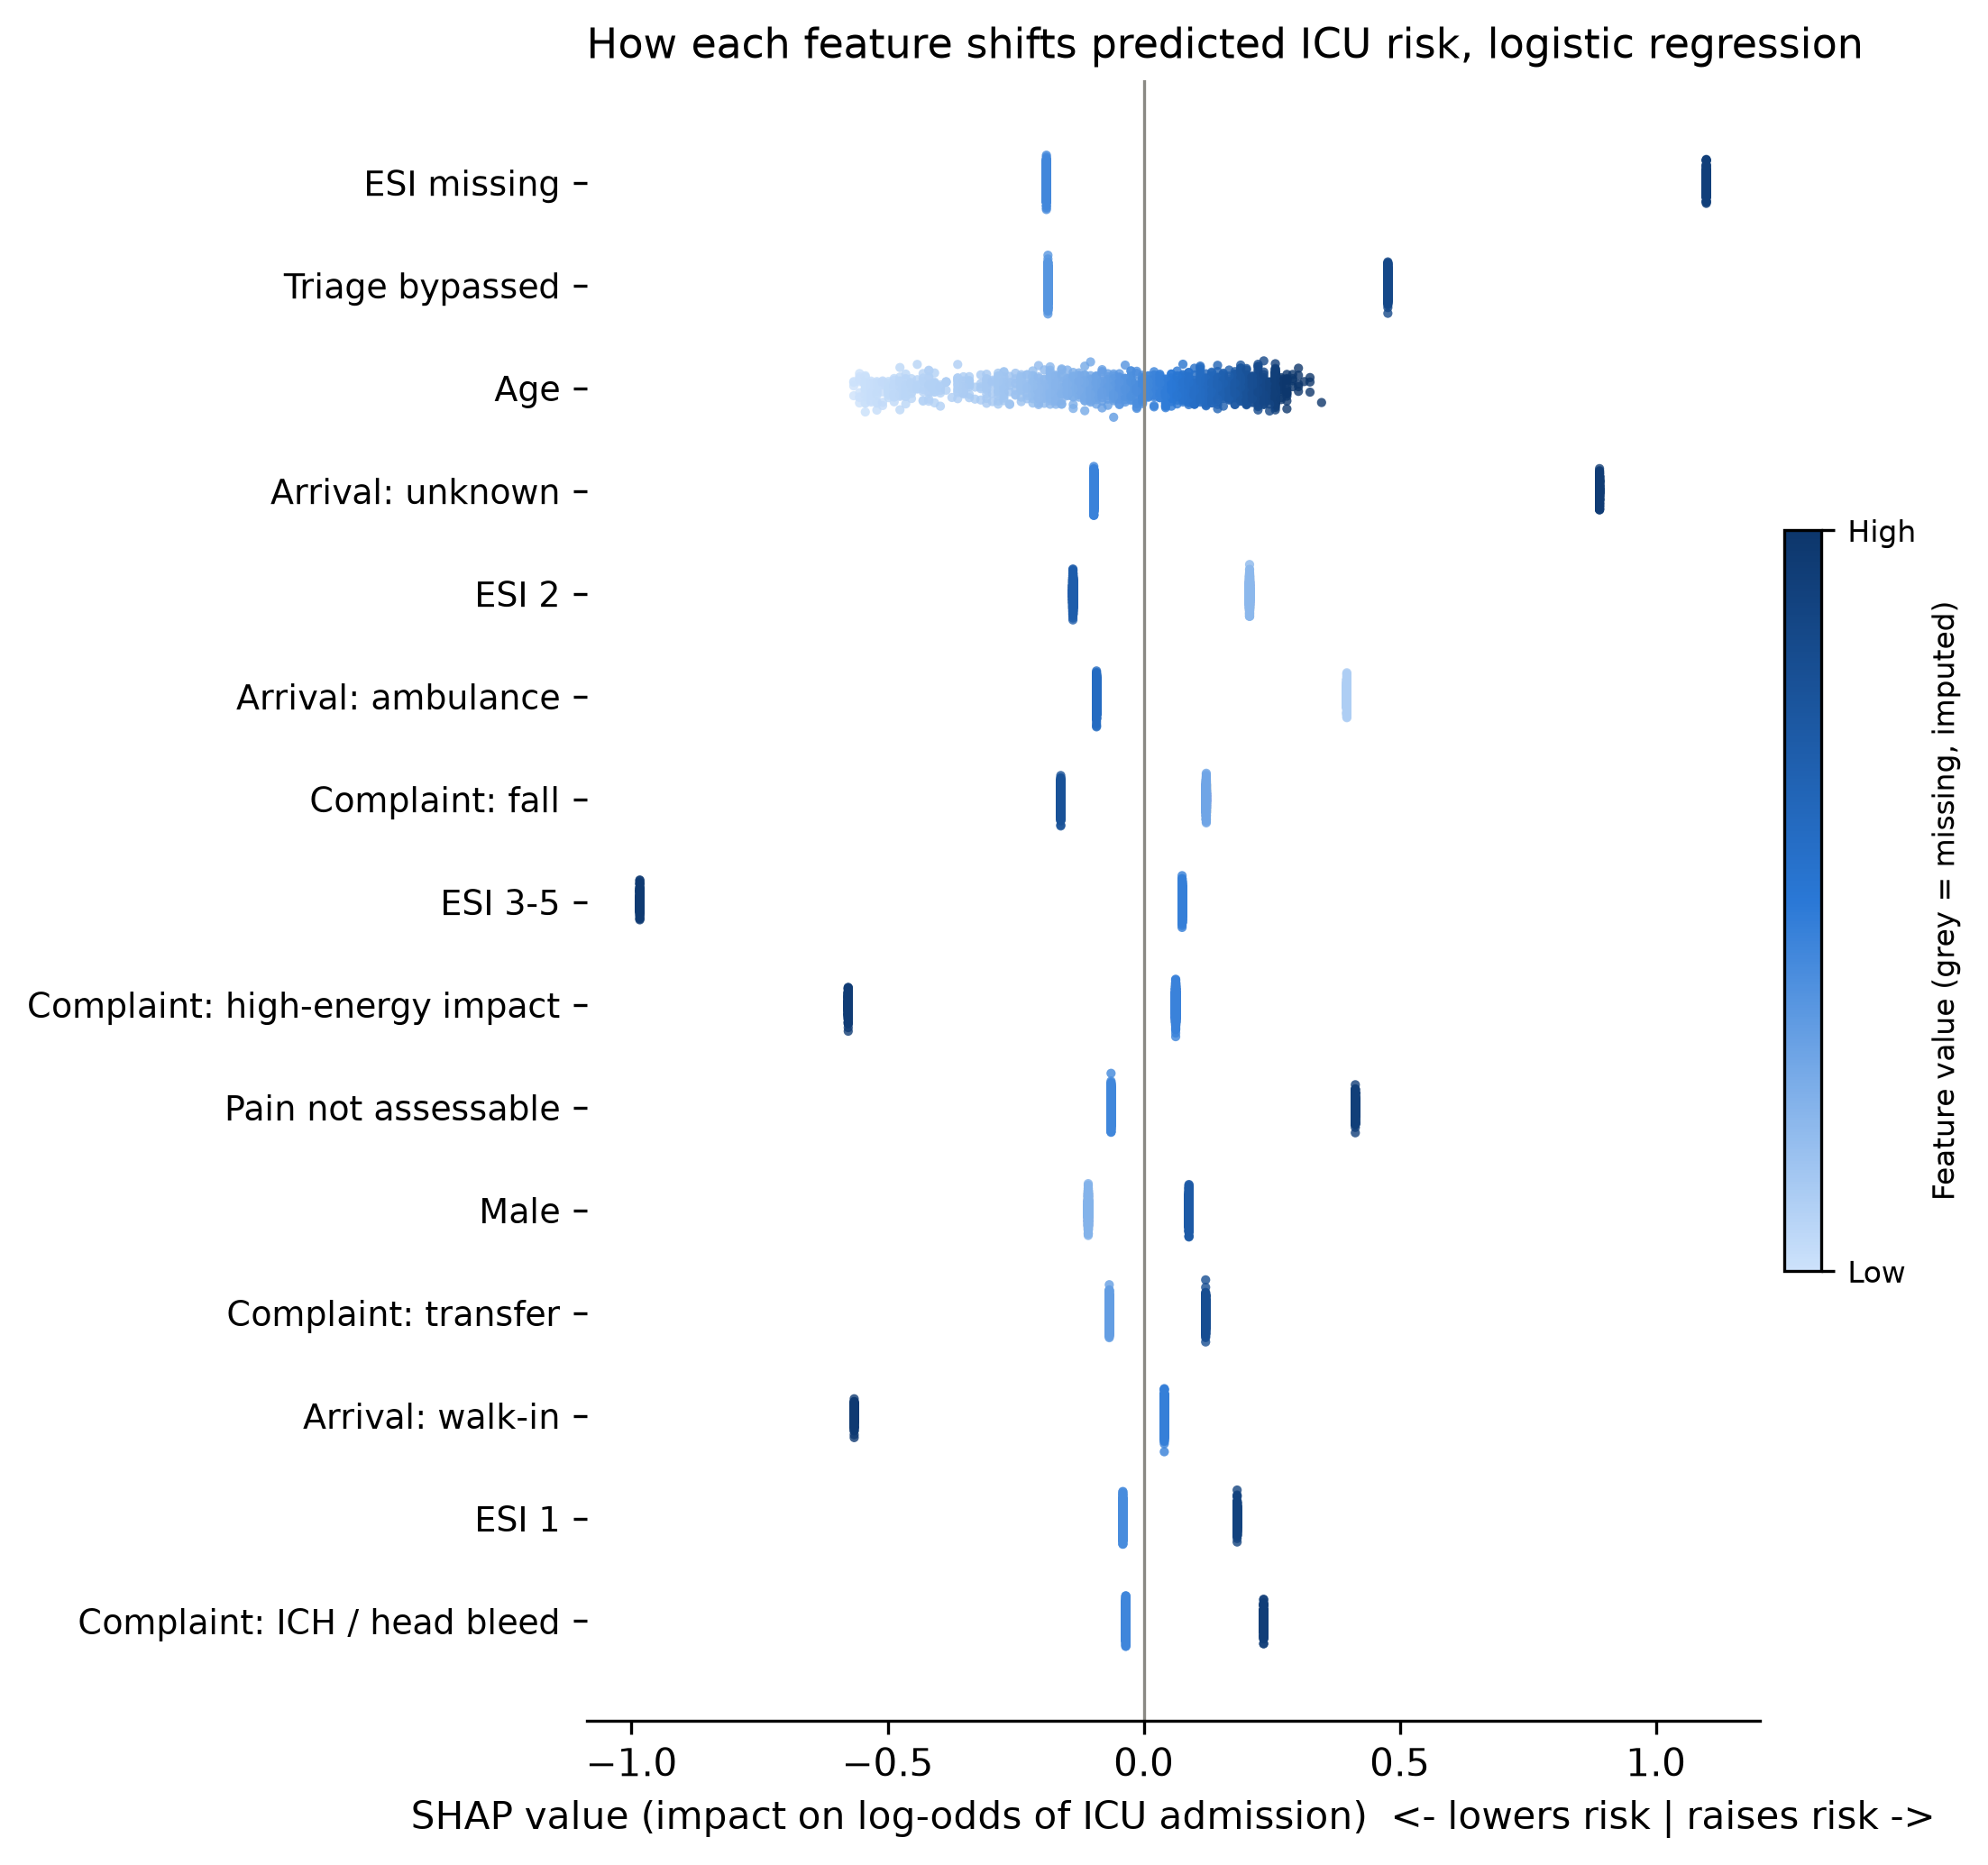 How each feature shifts predicted ICU risk, logistic regression
ESI missing
Triage bypassed
Age
Arrival: unknown
ESI 2
Arrival: ambulance
Complaint: fall
ESI 3-5
Complaint: high-energy impact
Pain not assessable
Male
Complaint: transfer
Arrival: walk-in
ESI 1
Complaint: ICH / head bleed
High
Feature value (grey = missing, imputed)
Low
−1.0 −0.5 0.0 0.5 1.0
SHAP value (impact on log-odds of ICU admission)  <- lowers risk | raises risk ->